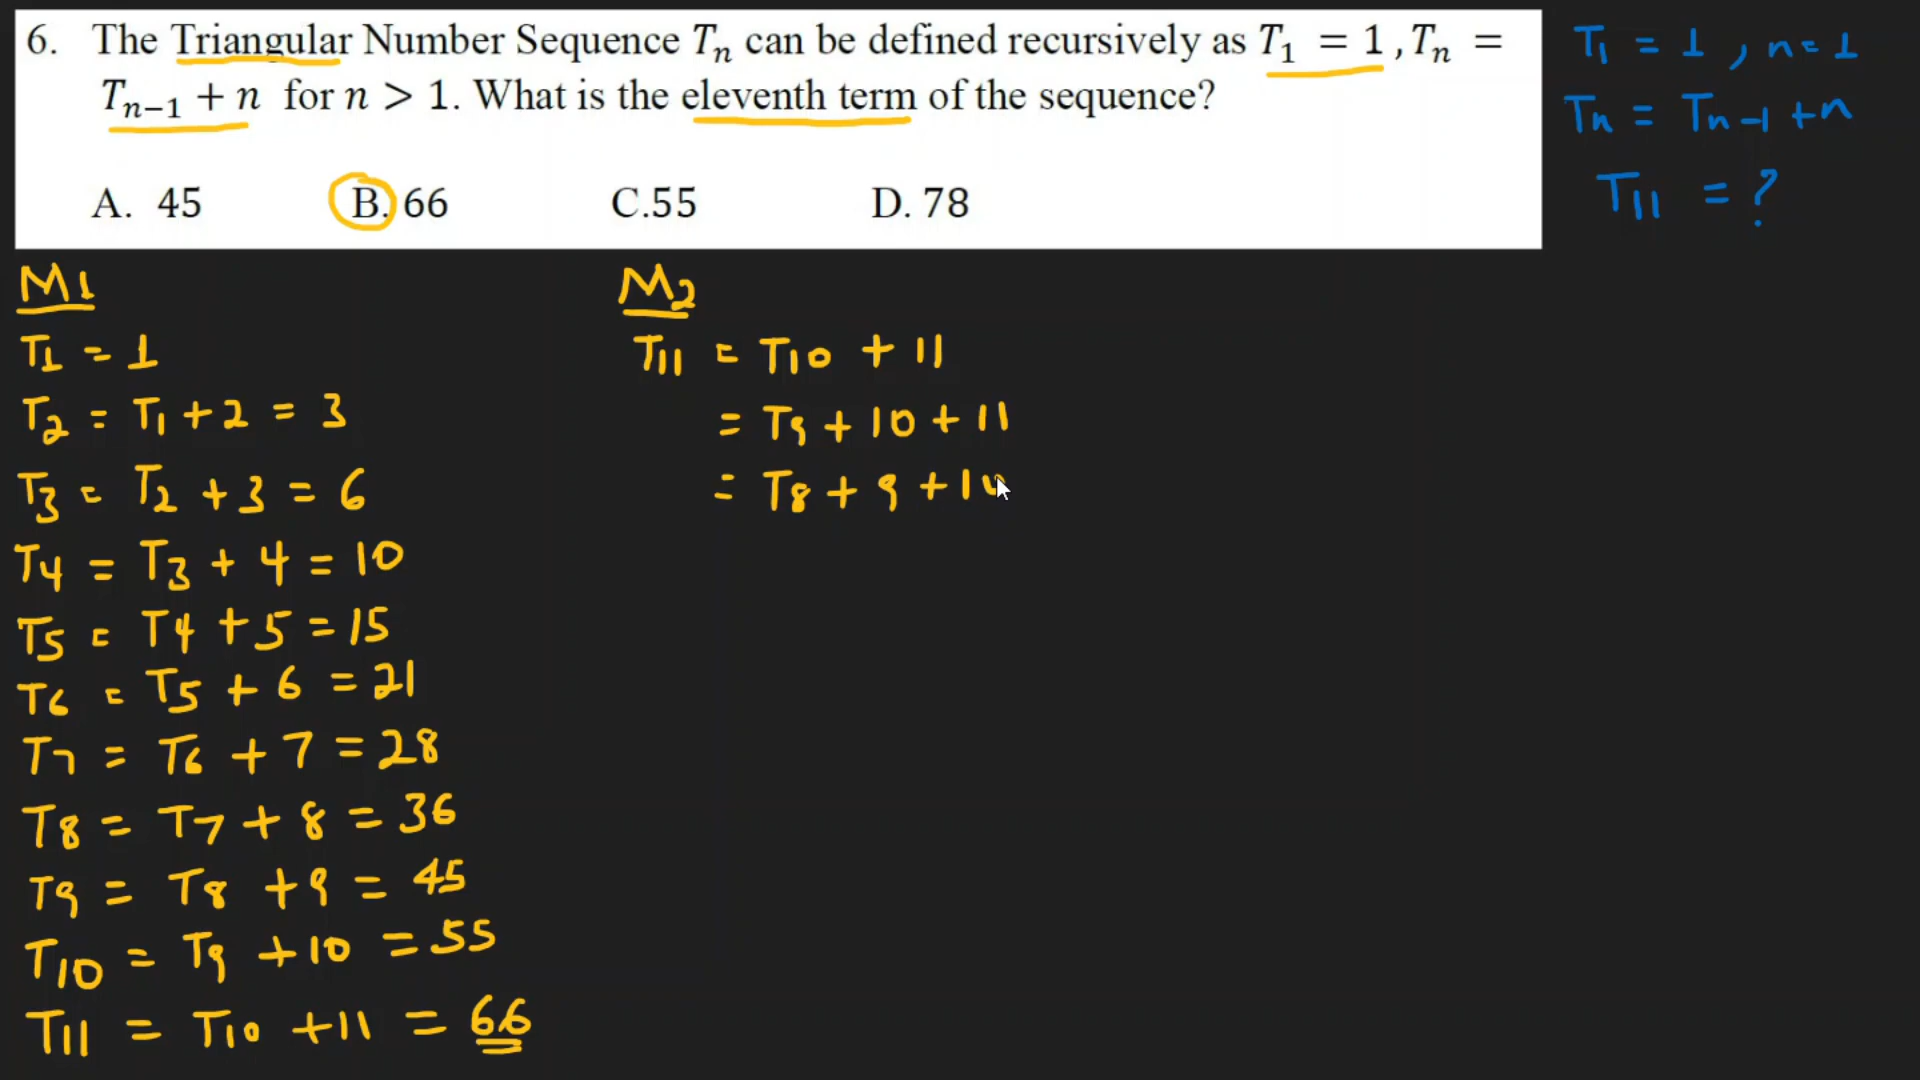 6. The Triangular Number Sequence Tₙ can be defined recursively as T₁ = 1 , Tₙ =
Tₙ₋₁ + n for n > 1. What is the eleventh term of the sequence?
A. 45 B. 66 C.55 D. 78
T₁ = 1 , n = 1
Tₙ = Tₙ₋₁ + n
T₁₁ = ?
M1
T₁ = 1
T₂ = T₁ + 2 = 3
T₃ = T₂ + 3 = 6
T₄ = T₃ + 4 = 10
T₅ = T₄ + 5 = 15
T₆ = T₅ + 6 = 21
T₇ = T₆ + 7 = 28
T₈ = T₇ + 8 = 36
T₉ = T₈ + 9 = 45
T₁₀ = T₉ + 10 = 55
T₁₁ = T₁₀ + 11 = 66
M2
T₁₁ = T₁₀ + 11
= T₉ + 10 + 11
= T₈ + 9 + 10